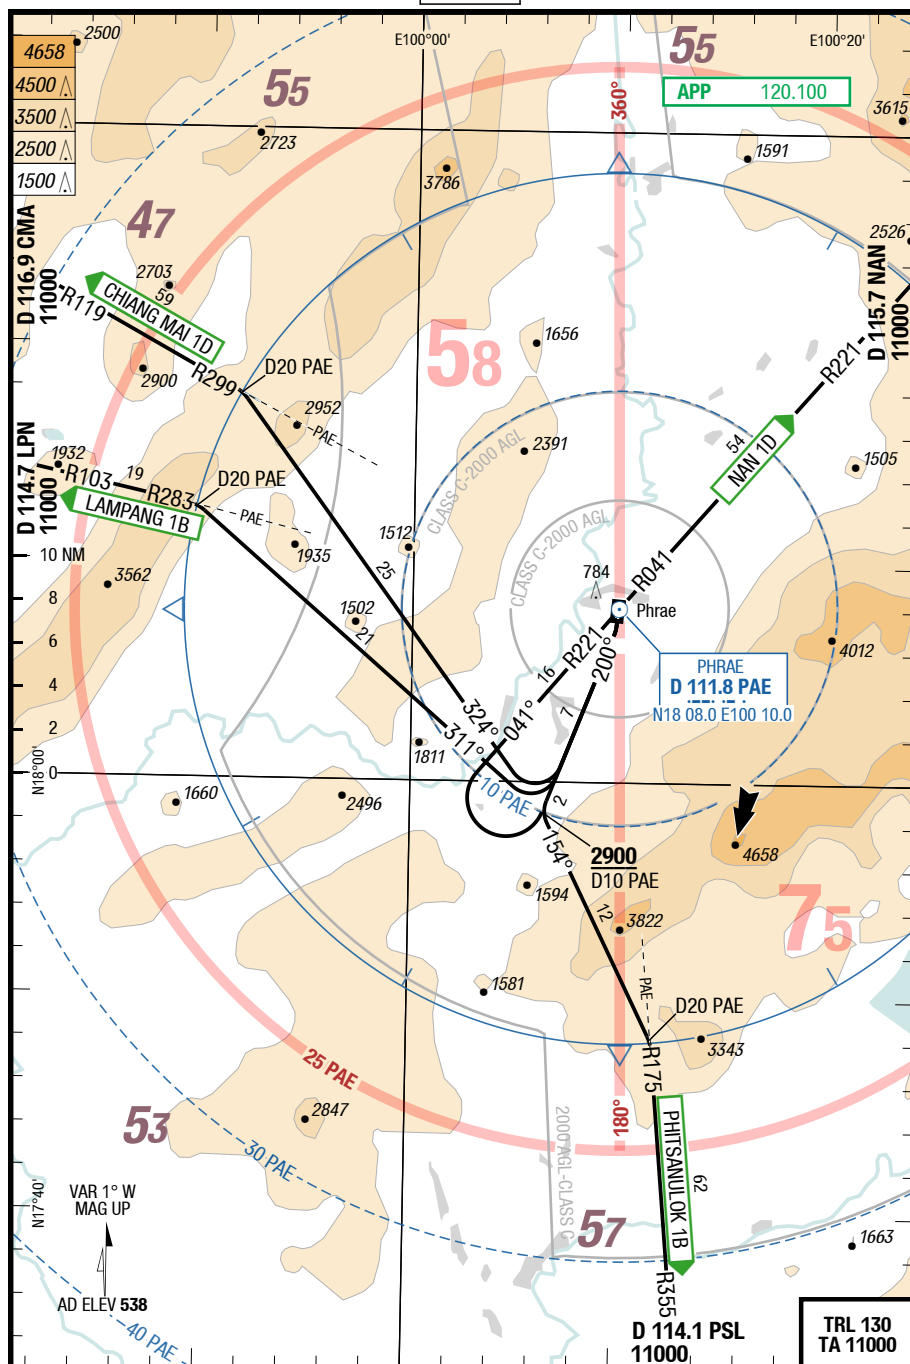 2500
E100°00'
55
E100°20'
4658
4500
3500
2500
1500
55
APP 120.100
360°
3615
2723
1591
3786
47
2526
D 116.9 CMA
11000
2703
59
CHIANG MAI 1D
R119
R299
D20 PAE
2900
2952
PAE
58
1656
D 115.7 NAN
11000
R221
54
NAN 1D
2391
1505
CLASS C-2000 AGL
CLASS C-2000 AGL
D 114.7 LPN
11000
1932
R103
19
R283
D20 PAE
LAMPANG 1B
PAE
1512
1935
10 NM
8
6
4
2
0
3562
25
1502
21
784
R041
Phrae
R221
200°
16
041°
7
324°
311°
4012
PHRAE
D 111.8 PAE
N18 08.0 E100 10.0
1811
N18°00'
10 PAE
2
1660
2496
154°
2900
D10 PAE
4658
1594
12
3822
75
PAE
1581
D20 PAE
3343
R175
25 PAE
180°
2847
53
30 PAE
2000 AGL-CLASS C
PHITSANULOK 1B
62
N17°40'
VAR 1° W
MAG UP
57
1663
R355
AD ELEV 538
40 PAE
D 114.1 PSL
11000
TRL 130
TA 11000